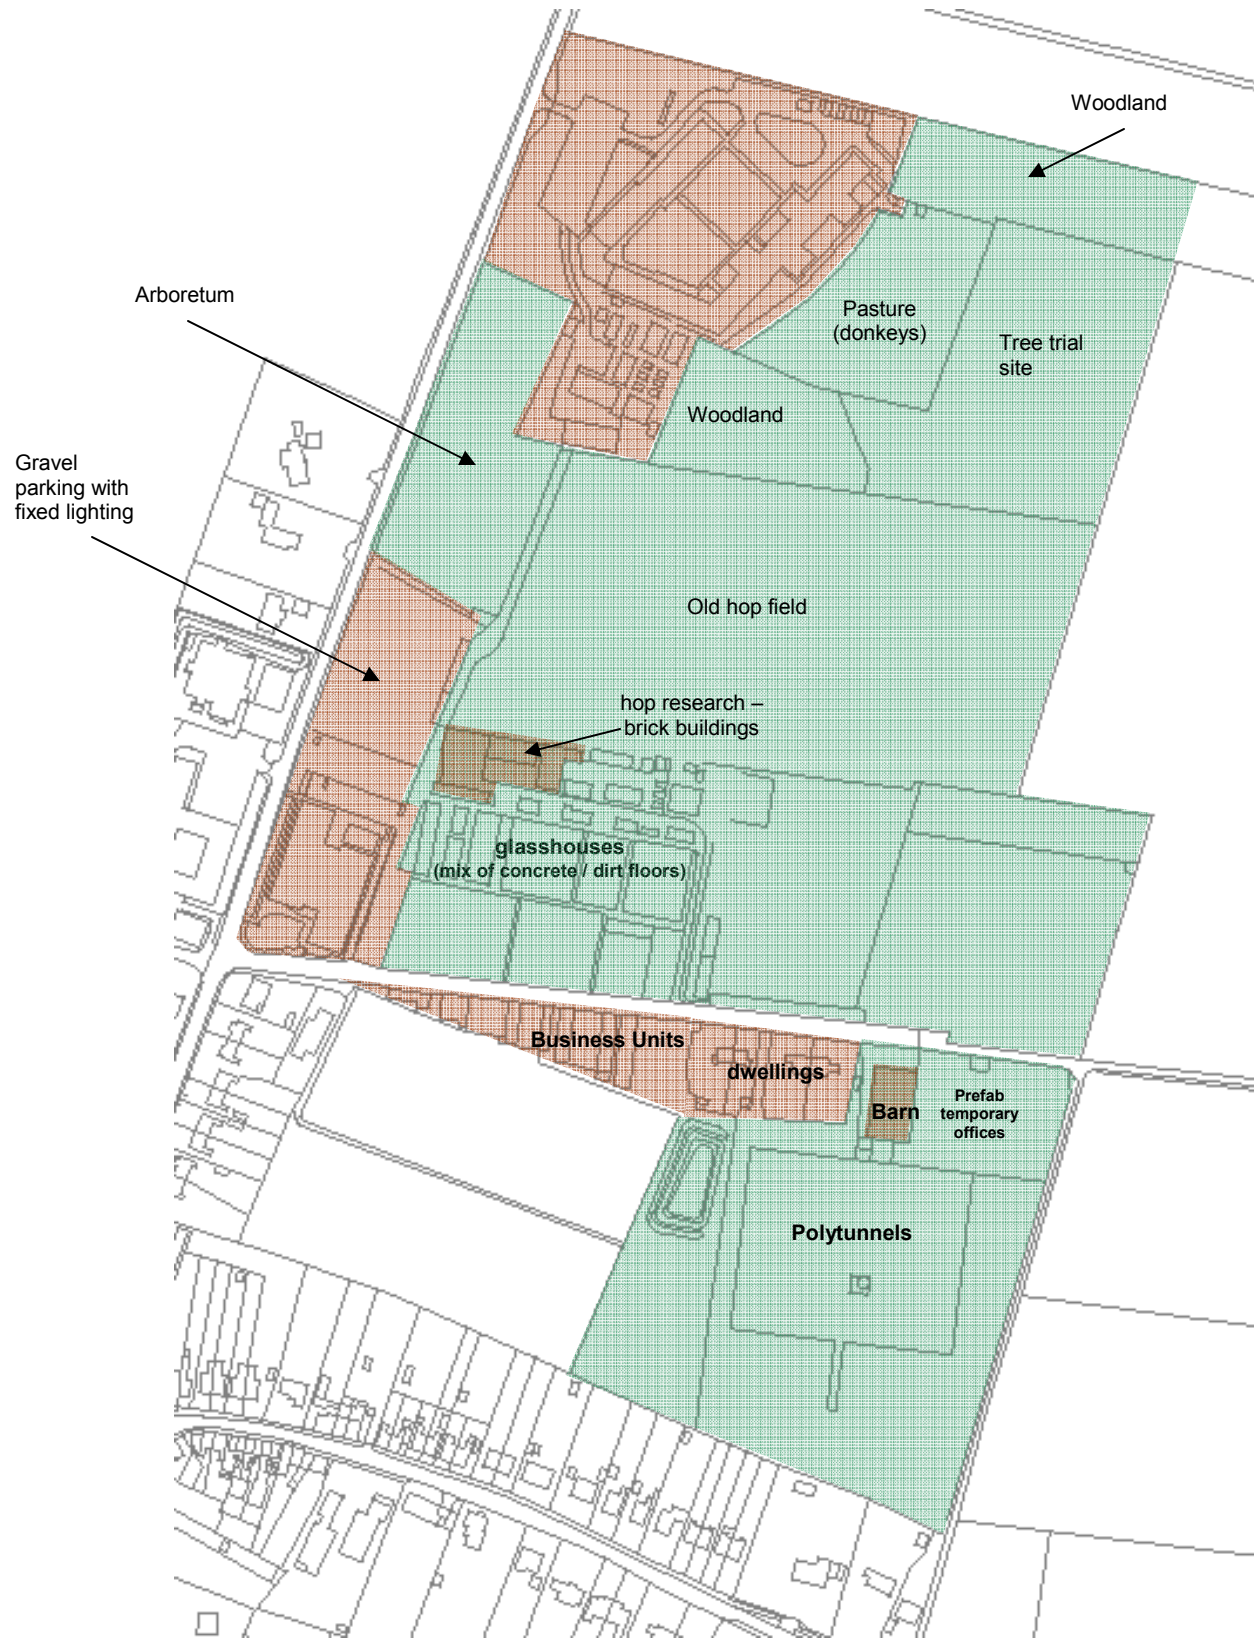 Woodland
Arboretum
Pasture
(donkeys)
Tree trial
site
Woodland
Gravel
parking with
fixed lighting
Old hop field
hop research –
brick buildings
glasshouses
(mix of concrete / dirt floors)
Business Units
dwellings
Barn
Prefab
temporary
offices
Polytunnels